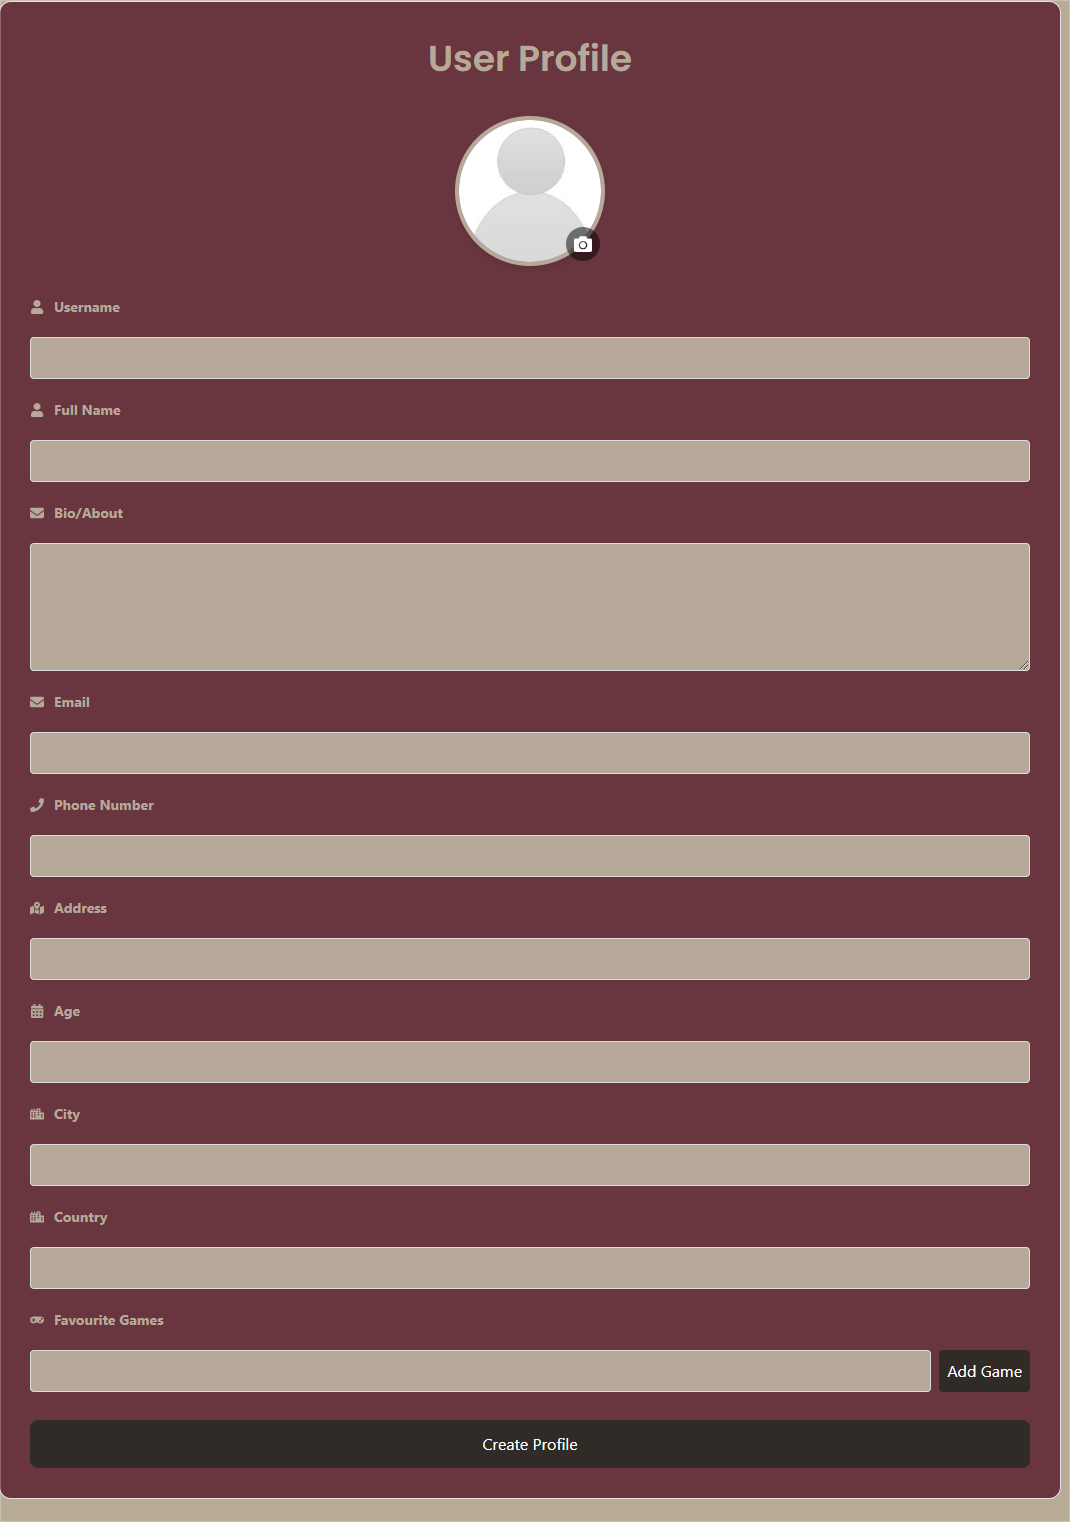 User Profile
Username
Full Name
Bio/About
Email
Phone Number
Address
Age
City
Country
Favourite Games
Add Game
Create Profile